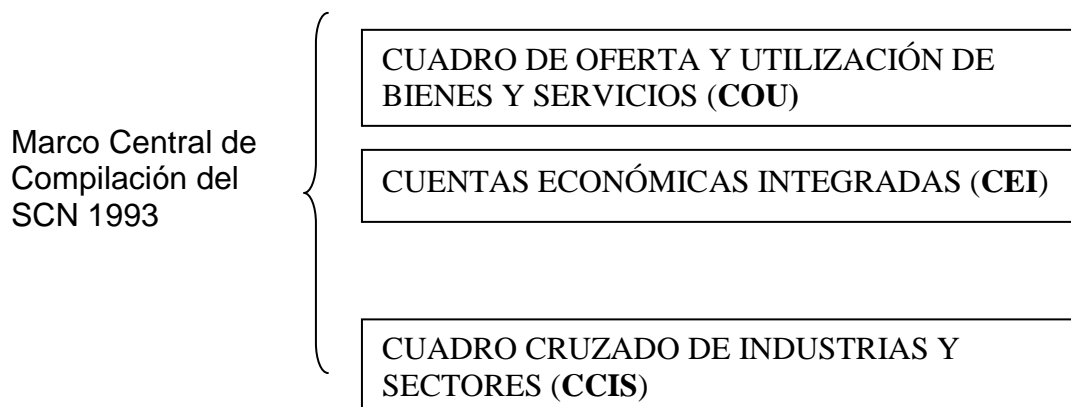 CUADRO DE OFERTA Y UTILIZACIÓN DE
BIENES Y SERVICIOS (COU)
Marco Central de
Compilación del
SCN 1993
CUENTAS ECONÓMICAS INTEGRADAS (CEI)
CUADRO CRUZADO DE INDUSTRIAS Y
SECTORES (CCIS)